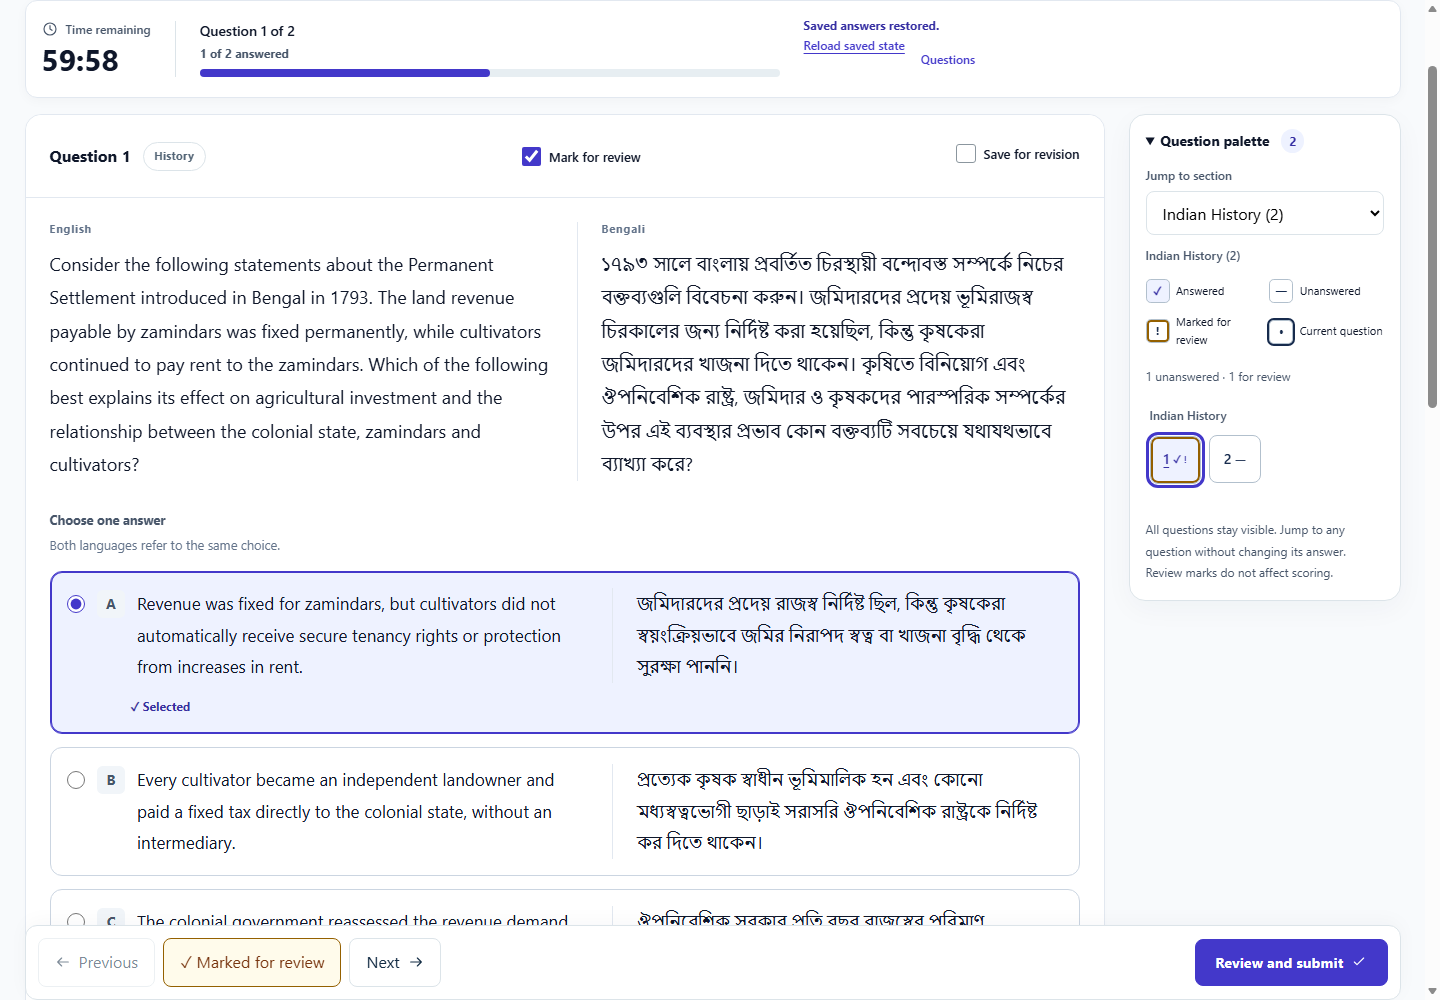 Time remaining
59:58
Question 1 of 2
1 of 2 answered
Saved answers restored.
Reload saved state
Questions
Question 1
History
Mark for review
Save for revision
English
Consider the following statements about the Permanent
Settlement introduced in Bengal in 1793. The land revenue
payable by zamindars was fixed permanently, while cultivators
continued to pay rent to the zamindars. Which of the following
best explains its effect on agricultural investment and the
relationship between the colonial state, zamindars and
cultivators?
Bengali
১৭৯৩ সালে বাংলায় প্রবর্তিত চিরস্থায়ী বন্দোবস্ত সম্পর্কে নিচের
বক্তব্যগুলি বিবেচনা করুন। জমিদারদের প্রদেয় ভূমিরাজস্ব
চিরকালের জন্য নির্দিষ্ট করা হয়েছিল, কিন্তু কৃষকেরা
জমিদারদের খাজনা দিতে থাকেন। কৃষিতে বিনিয়োগ এবং
ঔপনিবেশিক রাষ্ট্র, জমিদার ও কৃষকদের পারস্পরিক সম্পর্কের
উপর এই ব্যবস্থার প্রভাব কোন বক্তব্যটি সবচেয়ে যথাযথভাবে
ব্যাখ্যা করে?
Choose one answer
Both languages refer to the same choice.
A
Revenue was fixed for zamindars, but cultivators did not
automatically receive secure tenancy rights or protection
from increases in rent.
জমিদারদের প্রদেয় রাজস্ব নির্দিষ্ট ছিল, কিন্তু কৃষকেরা
স্বয়ংক্রিয়ভাবে জমির নিরাপদ স্বত্ব বা খাজনা বৃদ্ধি থেকে
সুরক্ষা পাননি।
✓ Selected
B
Every cultivator became an independent landowner and
paid a fixed tax directly to the colonial state, without an
intermediary.
প্রত্যেক কৃষক স্বাধীন ভূমিমালিক হন এবং কোনো
মধ্যস্বত্বভোগী ছাড়াই সরাসরি ঔপনিবেশিক রাষ্ট্রকে নির্দিষ্ট
কর দিতে থাকেন।
C
The colonial government reassessed the revenue demand
ঔপনিবেশিক সরকার প্রতি বছর রাজস্বের পরিমাণ
← Previous
✓ Marked for review
Next →
Review and submit ✓
▼ Question palette 2
Jump to section
Indian History (2)
Indian History (2)
✓ Answered
— Unanswered
! Marked for
review
• Current question
1 unanswered · 1 for review
Indian History
1 ✓ !
2 —
All questions stay visible. Jump to any
question without changing its answer.
Review marks do not affect scoring.